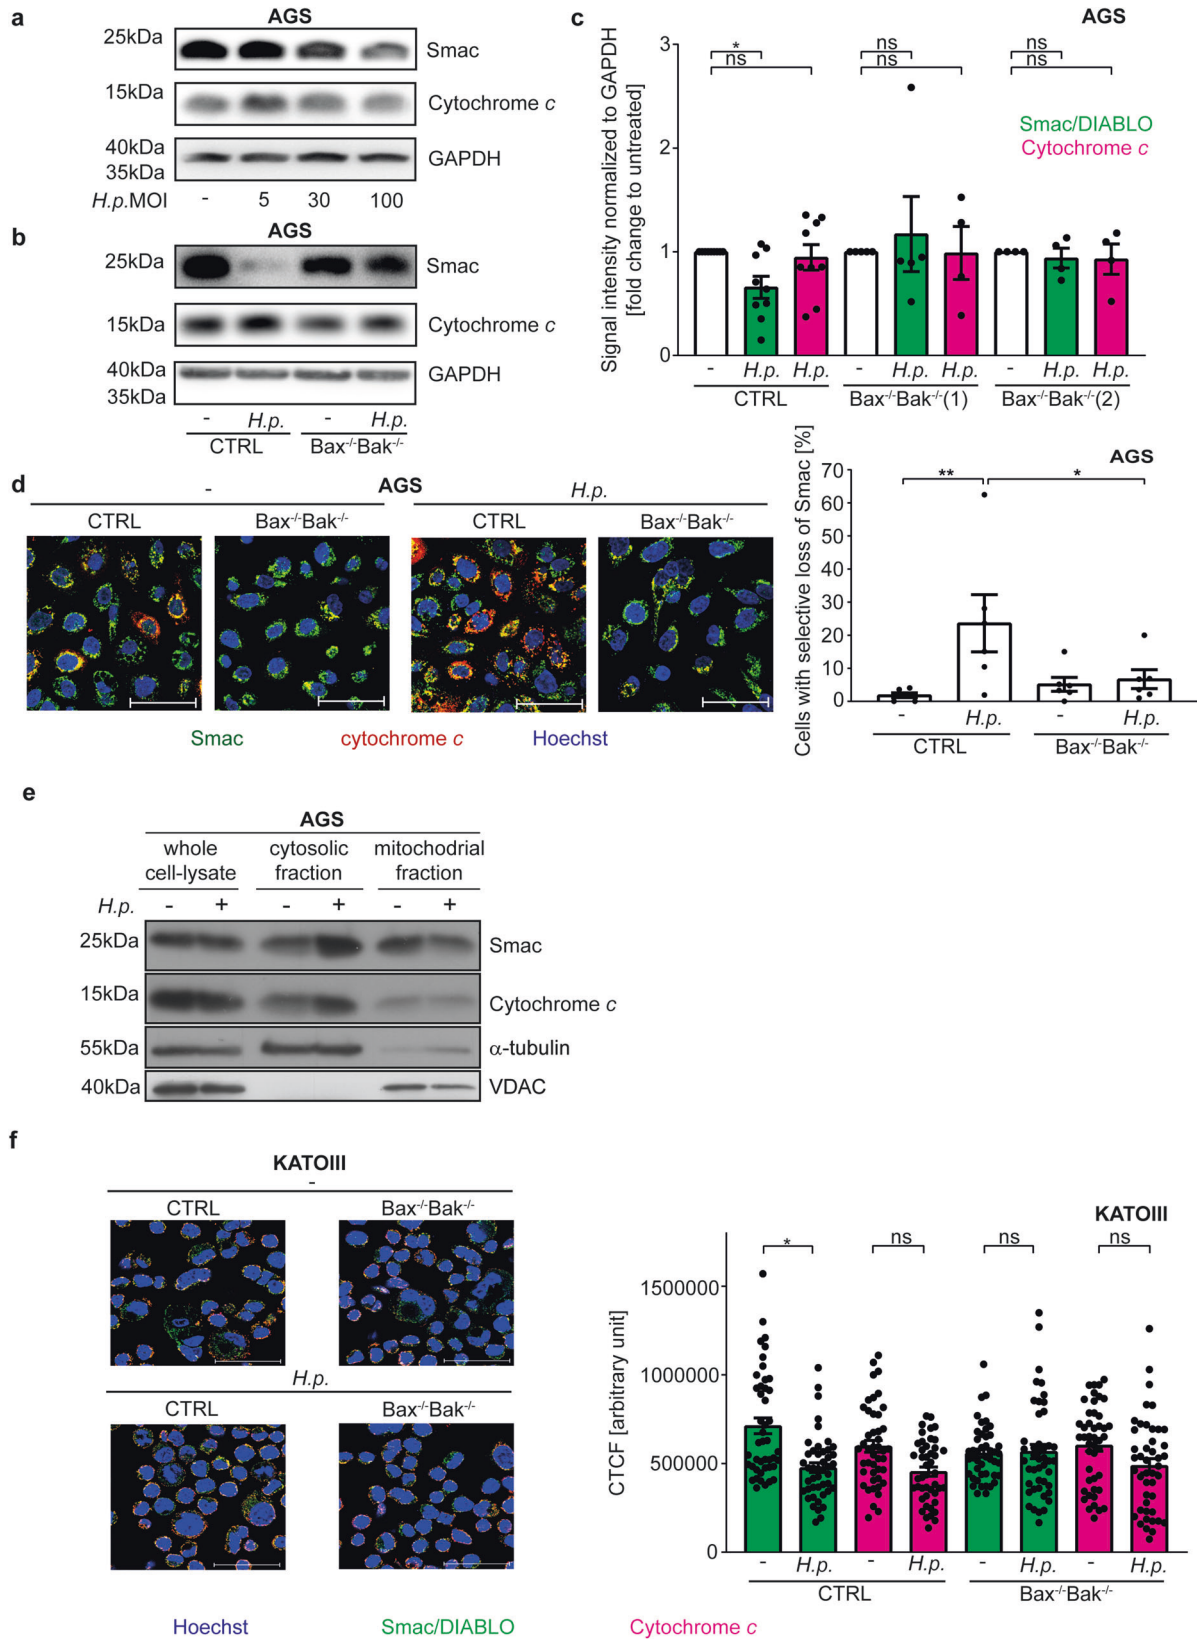 a
AGS
25kDa
Smac
15kDa
Cytochrome c
40kDa
35kDa
GAPDH
H.p.MOI - 5 30 100
b
AGS
25kDa
Smac
15kDa
Cytochrome c
40kDa
35kDa
GAPDH
- H.p. - H.p.
CTRL Bax-/-Bak-/-
c
AGS
Signal intensity normalized to GAPDH
[fold change to untreated]
3
2
1
0
* ns ns
ns ns ns
Smac/DIABLO
Cytochrome c
- H.p. H.p. - H.p. H.p. - H.p. H.p.
CTRL Bax-/-Bak-/-(1) Bax-/-Bak-/-(2)
d
- AGS H.p.
CTRL Bax-/-Bak-/- CTRL Bax-/-Bak-/-
Smac cytochrome c Hoechst
AGS
Cells with selective loss of Smac [%]
70
60
50
40
30
20
10
0
** *
- H.p. - H.p.
CTRL Bax-/-Bak-/-
e
AGS
whole cytosolic mitochodrial
cell-lysate fraction fraction
H.p. - + - + - +
25kDa
Smac
15kDa
Cytochrome c
55kDa
α-tubulin
40kDa
VDAC
f
KATOIII
-
CTRL Bax-/-Bak-/-
H.p.
CTRL Bax-/-Bak-/-
Hoechst Smac/DIABLO Cytochrome c
KATOIII
CTCF [arbitrary unit]
1500000
1000000
500000
0
* ns ns ns
- H.p. - H.p. - H.p. - H.p.
CTRL Bax-/-Bak-/-